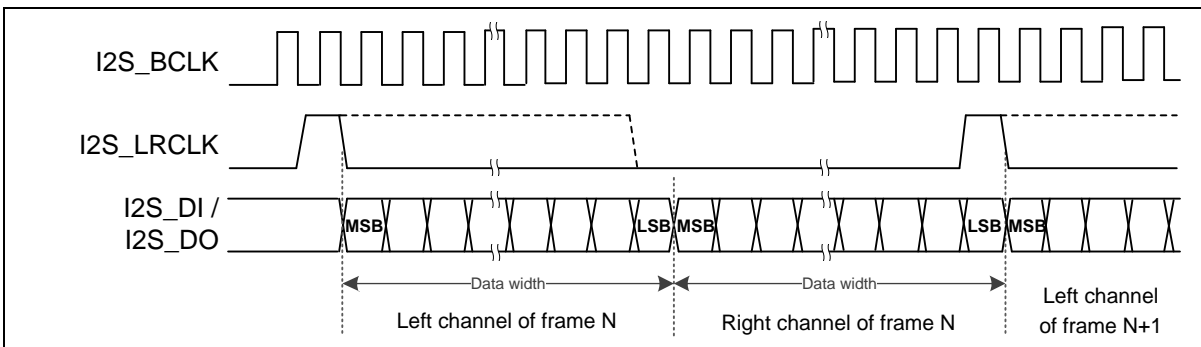 I2S_BCLK
I2S_LRCLK
I2S_DI /
I2S_DO
MSB LSB MSB LSB MSB
Data width Data width
Left channel of frame N Right channel of frame N
Left channel
of frame N+1